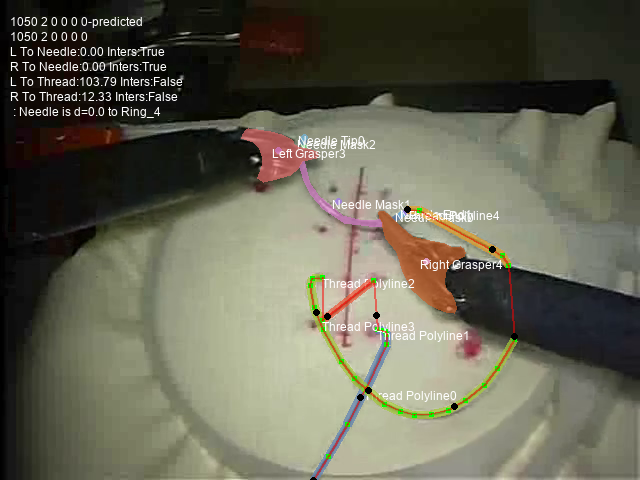 1050 2 0 0 0 0-predicted
1050 2 0 0 0 0
L To Needle:0.00 Inters:True
R To Needle:0.00 Inters:True
L To Thread:103.79 Inters:False
R To Thread:12.33 Inters:False
: Needle is d=0.0 to Ring_4
Needle Tip0
Needle Mask2
Left Grasper3
Needle Mask1
Right Grasper4
Thread Polyline2
Thread Polyline3
Thread Polyline1
Thread Polyline0